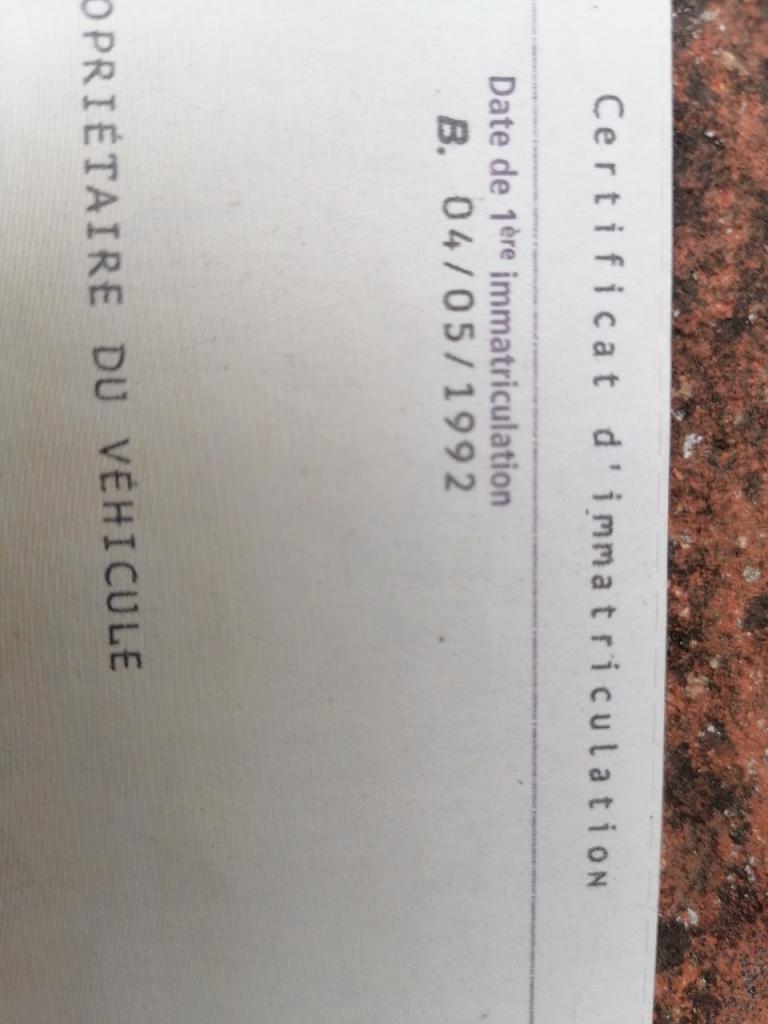 Certificat d'immatriculation
Date de 1ère immatriculation
B. 04/05/1992
OPRIÉTAIRE DU VÉHICULE